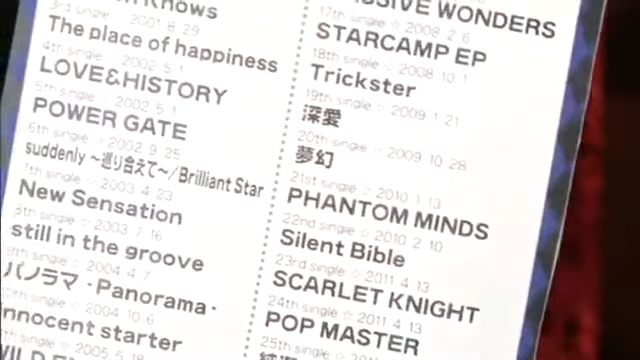 Knows
3rd single ☆ 2001 8 29
The place of happiness
4th single ☆ 2002 5 1
LOVE&HISTORY
5th single ☆ 2002 5 1
POWER GATE
6th single ☆ 2002 9 25
suddenly ～巡り合えて～/Brilliant Star
single ☆ 2003 4 23
New Sensation
8th single ☆ 2003 7 16
still in the groove
9th single ☆ 2004 4 7
パノラマ -Panorama-
single ☆ 2004 10 6
nnocent starter
single ☆ 2005 5 18
WILD
SSIVE WONDERS
17th single ☆ 2008 2 6
STARCAMP EP
18th single ☆ 2008 10 1
Trickster
19th single ☆ 2009 1 21
深愛
20th single ☆ 2009 10 28
夢幻
21st single ☆ 2010 1 13
PHANTOM MINDS
22nd single ☆ 2010 2 10
Silent Bible
23rd single ☆ 2011 4 13
SCARLET KNIGHT
24th single ☆ 2011 4 13
POP MASTER
25th single ☆ 2011